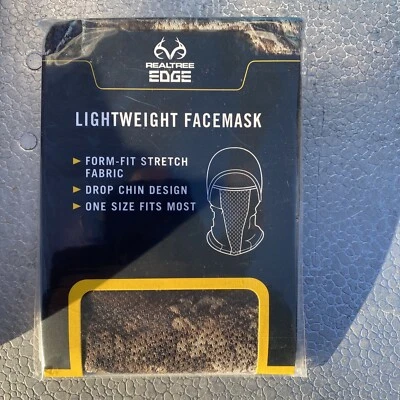 REALTREE
EDGE
LIGHTWEIGHT FACEMASK
FORM-FIT STRETCH
FABRIC
DROP CHIN DESIGN
ONE SIZE FITS MOST